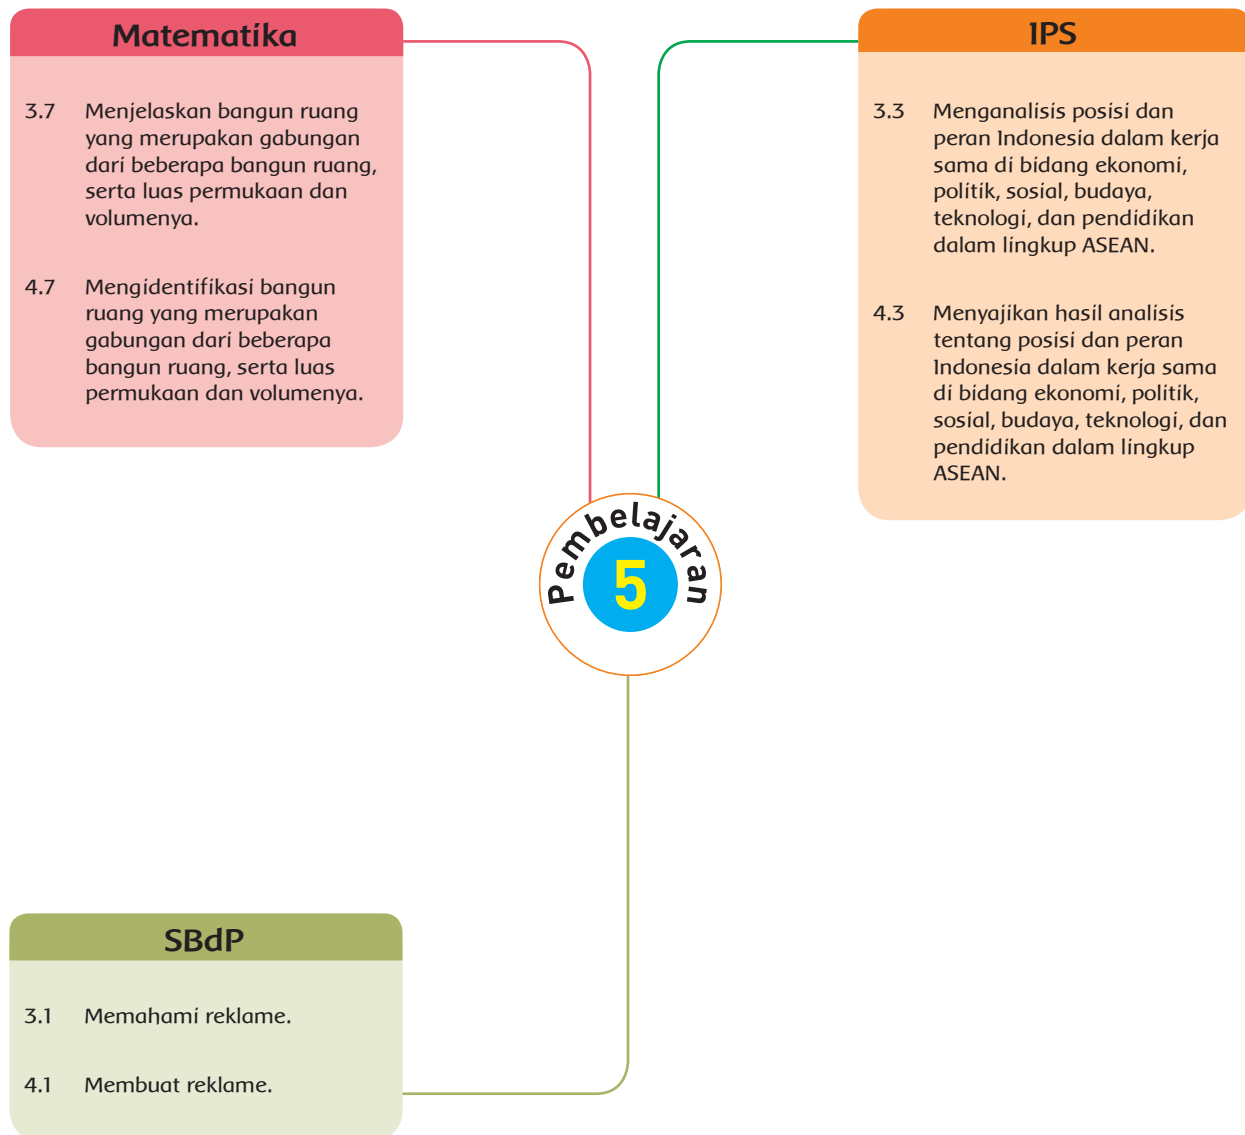 Matematika
3.7 Menjelaskan bangun ruang
yang merupakan gabungan
dari beberapa bangun ruang,
serta luas permukaan dan
volumenya.
4.7 Mengidentifikasi bangun
ruang yang merupakan
gabungan dari beberapa
bangun ruang, serta luas
permukaan dan volumenya.
IPS
3.3 Menganalisis posisi dan
peran Indonesia dalam kerja
sama di bidang ekonomi,
politik, sosial, budaya,
teknologi, dan pendidikan
dalam lingkup ASEAN.
4.3 Menyajikan hasil analisis
tentang posisi dan peran
Indonesia dalam kerja sama
di bidang ekonomi, politik,
sosial, budaya, teknologi, dan
pendidikan dalam lingkup
ASEAN.
Pembelajaran
5
SBdP
3.1 Memahami reklame.
4.1 Membuat reklame.